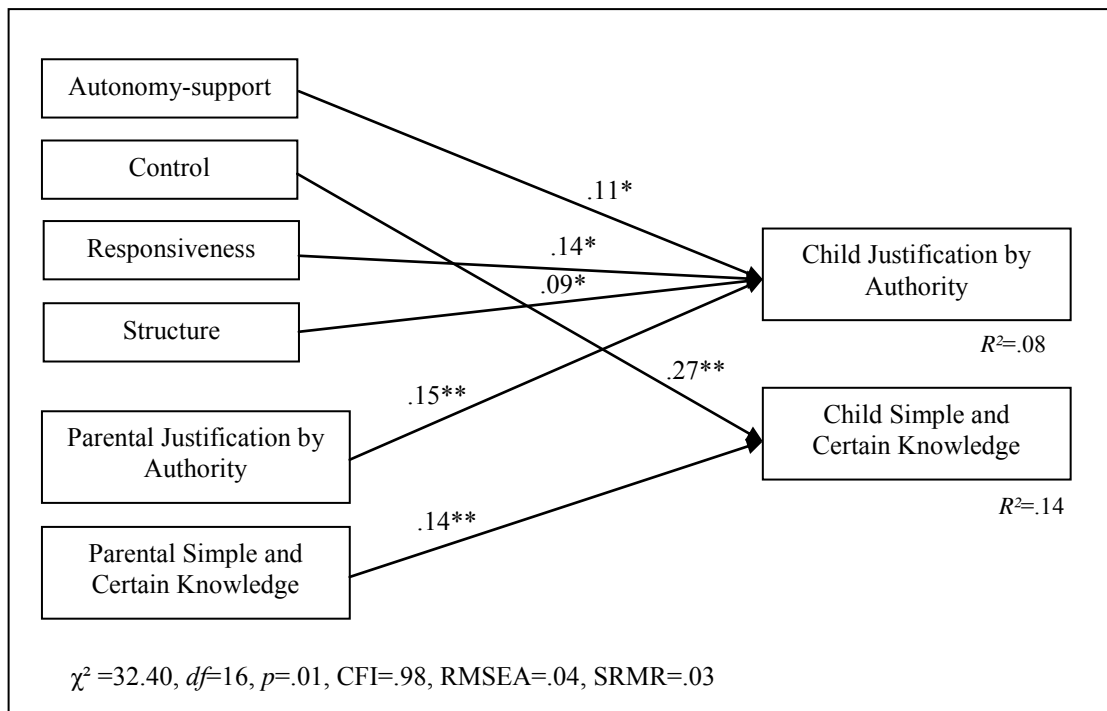 Autonomy-support
Control
Responsiveness
Structure
Parental Justification by
Authority
Parental Simple and
Certain Knowledge
.11*
.14*
.09*
.15**
.27**
.14**
Child Justification by
Authority
R²=.08
Child Simple and
Certain Knowledge
R²=.14
χ² =32.40, df=16, p=.01, CFI=.98, RMSEA=.04, SRMR=.03